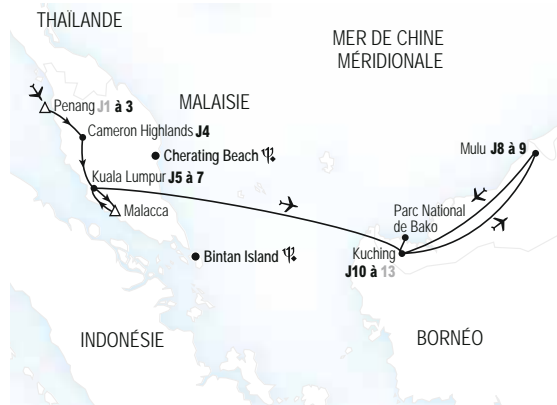 THAÏLANDE
MER DE CHINE
MÉRIDIONALE
Penang J1 à 3
MALAISIE
Cameron Highlands J4
Cherating Beach
Mulu J8 à 9
Kuala Lumpur J5 à 7
Malacca
Parc National
de Bako
Bintan Island
Kuching
J10 à 13
INDONÉSIE
BORNÉO